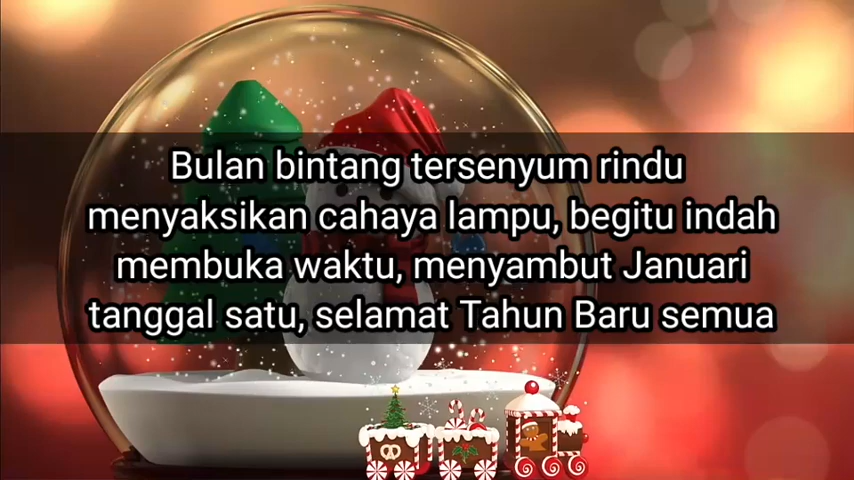 Bulan bintang tersenyum rindu
menyaksikan cahaya lampu, begitu indah
membuka waktu, menyambut Januari
tanggal satu, selamat Tahun Baru semua